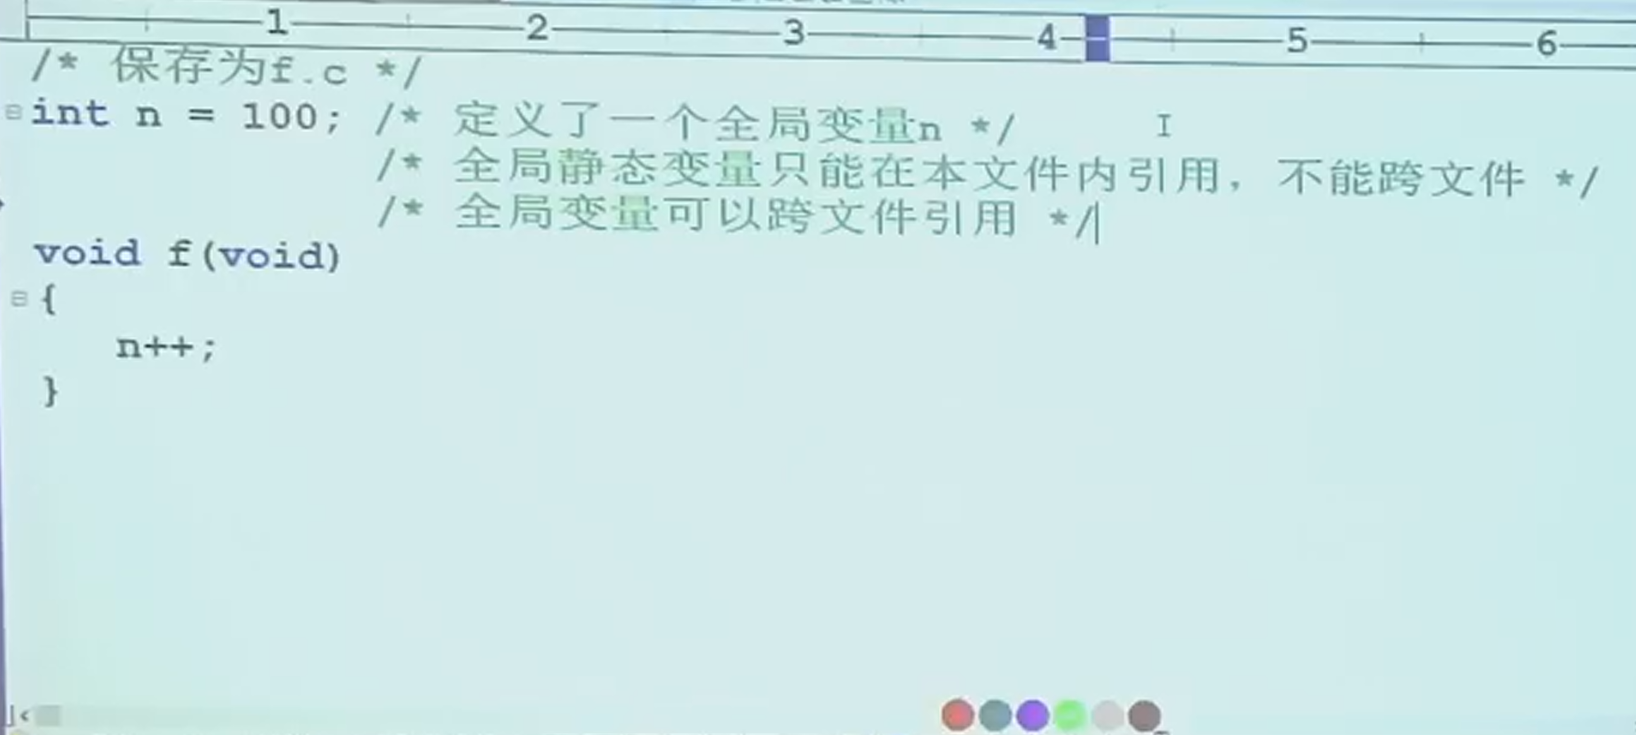 1 2 3 4 5 6
/* 保存为f.c */
int n = 100; /* 定义了一个全局变量n */
/* 全局静态变量只能在本文件内引用，不能跨文件 */
/* 全局变量可以跨文件引用 */
void f(void)
{
n++;
}